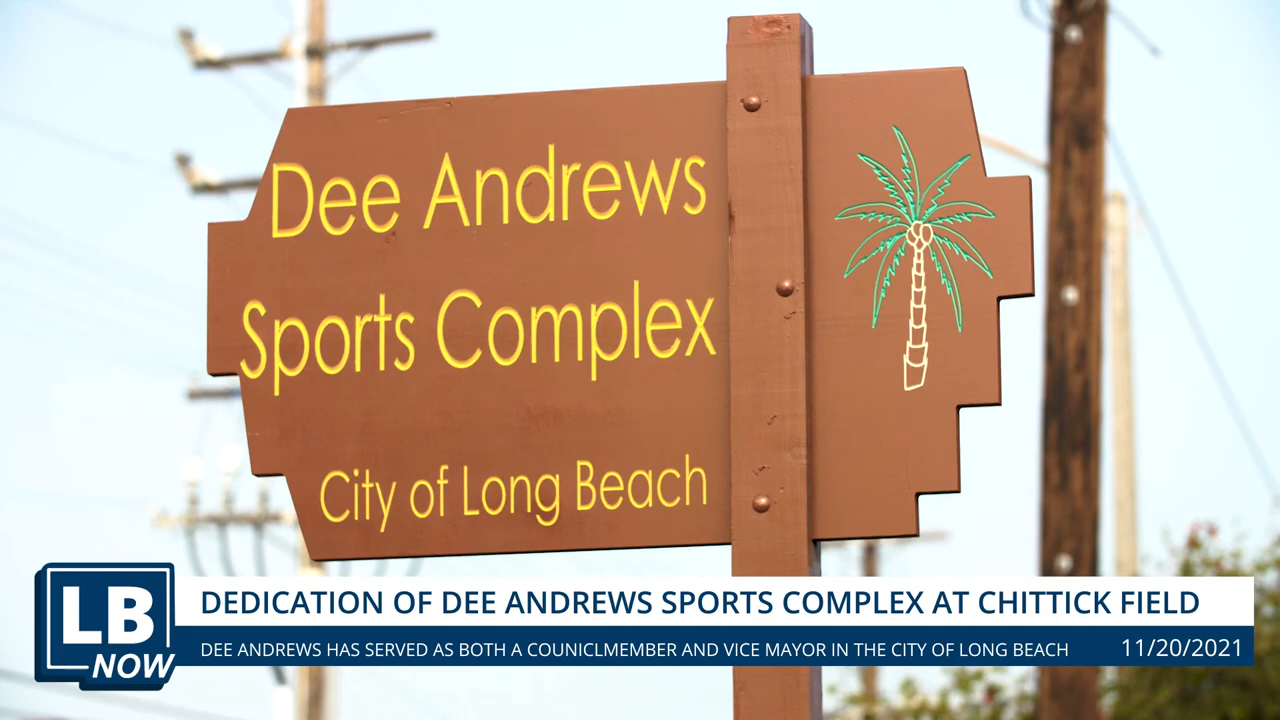 Dee Andrews
Sports Complex
City of Long Beach
LB
NOW
DEDICATION OF DEE ANDREWS SPORTS COMPLEX AT CHITTICK FIELD
DEE ANDREWS HAS SERVED AS BOTH A COUNICLMEMBER AND VICE MAYOR IN THE CITY OF LONG BEACH
11/20/2021